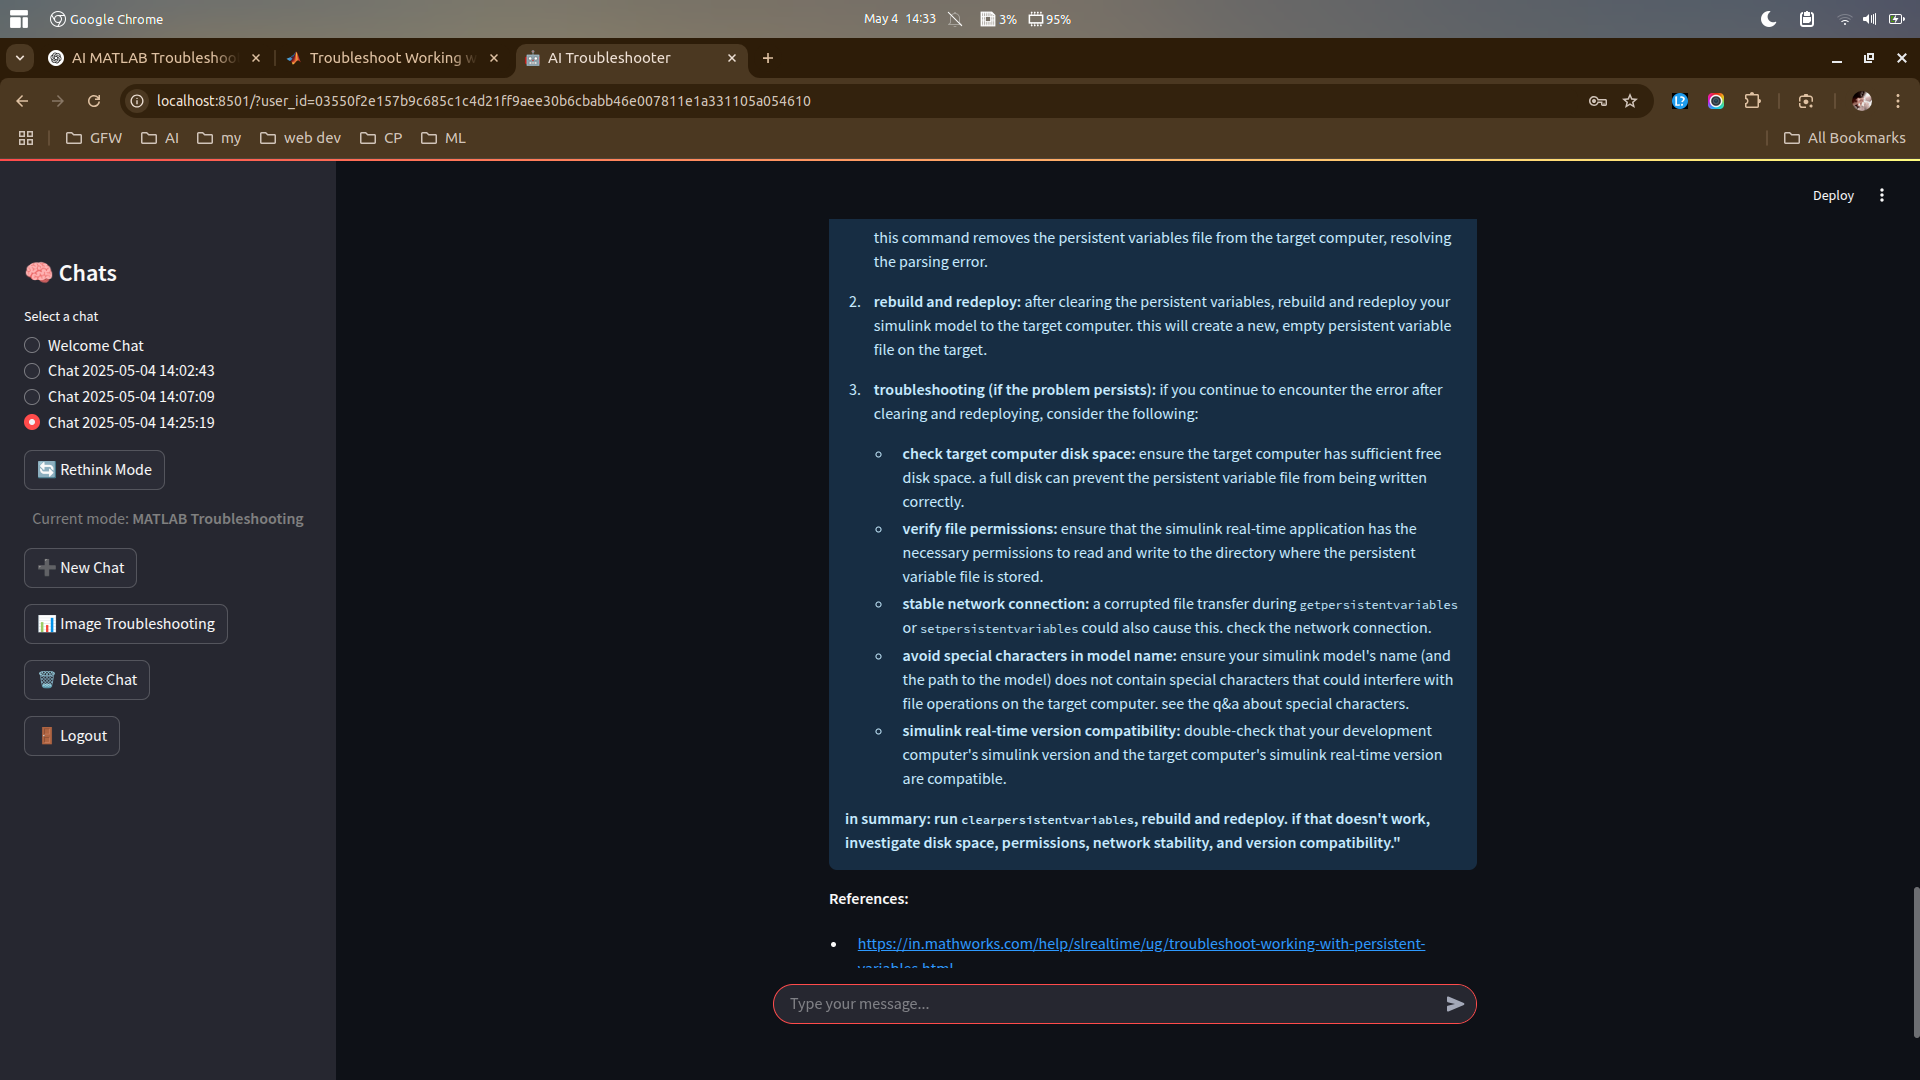 Google Chrome
May 4 14:33
3%
95%
AI MATLAB Troubleshoo
Troubleshoot Working w
AI Troubleshooter
localhost:8501/?user_id=03550f2e157b9c685c1c4d21ff9aee30b6cbabb46e007811e1a331105a054610
GFW
AI
my
web dev
CP
ML
All Bookmarks
Deploy
Chats
Select a chat
Welcome Chat
Chat 2025-05-04 14:02:43
Chat 2025-05-04 14:07:09
Chat 2025-05-04 14:25:19
Rethink Mode
Current mode: MATLAB Troubleshooting
New Chat
Image Troubleshooting
Delete Chat
Logout
this command removes the persistent variables file from the target computer, resolving
the parsing error.
2. rebuild and redeploy: after clearing the persistent variables, rebuild and redeploy your
simulink model to the target computer. this will create a new, empty persistent variable
file on the target.
3. troubleshooting (if the problem persists): if you continue to encounter the error after
clearing and redeploying, consider the following:
check target computer disk space: ensure the target computer has sufficient free
disk space. a full disk can prevent the persistent variable file from being written
correctly.
verify file permissions: ensure that the simulink real-time application has the
necessary permissions to read and write to the directory where the persistent
variable file is stored.
stable network connection: a corrupted file transfer during getpersistentvariables
or setpersistentvariables could also cause this. check the network connection.
avoid special characters in model name: ensure your simulink model's name (and
the path to the model) does not contain special characters that could interfere with
file operations on the target computer. see the q&a about special characters.
simulink real-time version compatibility: double-check that your development
computer's simulink version and the target computer's simulink real-time version
are compatible.
in summary: run clearpersistentvariables, rebuild and redeploy. if that doesn't work,
investigate disk space, permissions, network stability, and version compatibility."
References:
https://in.mathworks.com/help/slrealtime/ug/troubleshoot-working-with-persistent-
variables.html
Type your message...